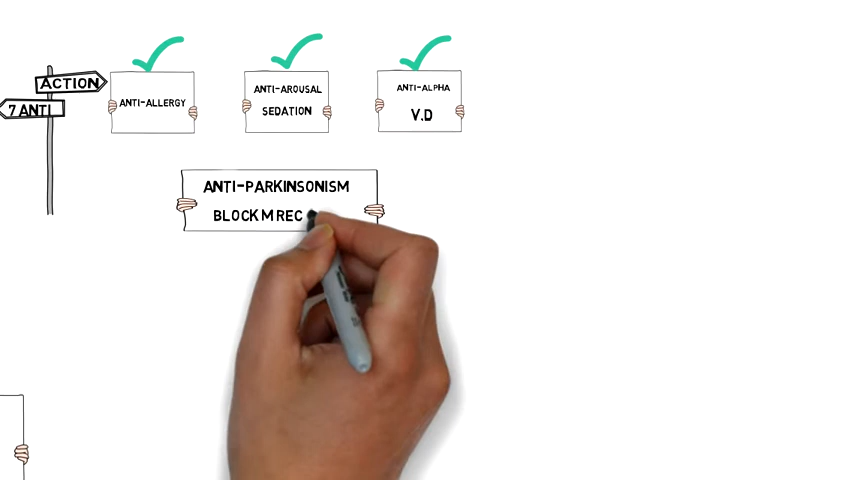 ACTION
7 ANTI
ANTI-ALLERGY
ANTI-AROUSAL
SEDATION
ANTI-ALPHA
V.D
ANTI-PARKINSONISM
BLOCK M REC